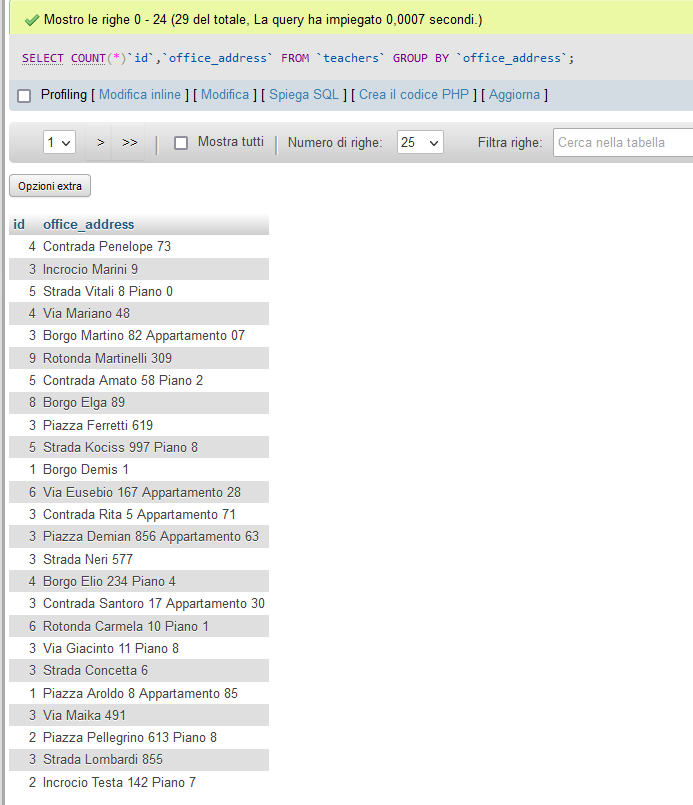 Mostro le righe 0 - 24 (29 del totale, La query ha impiegato 0,0007 secondi.)
SELECT COUNT(*)`id`,`office_address` FROM `teachers` GROUP BY `office_address`;
Profiling [ Modifica inline ] [ Modifica ] [ Spiega SQL ] [ Crea il codice PHP ] [ Aggiorna ]
1 > >> | Mostra tutti | Numero di righe: 25 Filtra righe: Cerca nella tabella
Opzioni extra
id office_address
4 Contrada Penelope 73
3 Incrocio Marini 9
5 Strada Vitali 8 Piano 0
4 Via Mariano 48
3 Borgo Martino 82 Appartamento 07
9 Rotonda Martinelli 309
5 Contrada Amato 58 Piano 2
8 Borgo Elga 89
3 Piazza Ferretti 619
5 Strada Kociss 997 Piano 8
1 Borgo Demis 1
6 Via Eusebio 167 Appartamento 28
3 Contrada Rita 5 Appartamento 71
3 Piazza Demian 856 Appartamento 63
3 Strada Neri 577
4 Borgo Elio 234 Piano 4
3 Contrada Santoro 17 Appartamento 30
6 Rotonda Carmela 10 Piano 1
3 Via Giacinto 11 Piano 8
3 Strada Concetta 6
1 Piazza Aroldo 8 Appartamento 85
3 Via Maika 491
2 Piazza Pellegrino 613 Piano 8
3 Strada Lombardi 855
2 Incrocio Testa 142 Piano 7